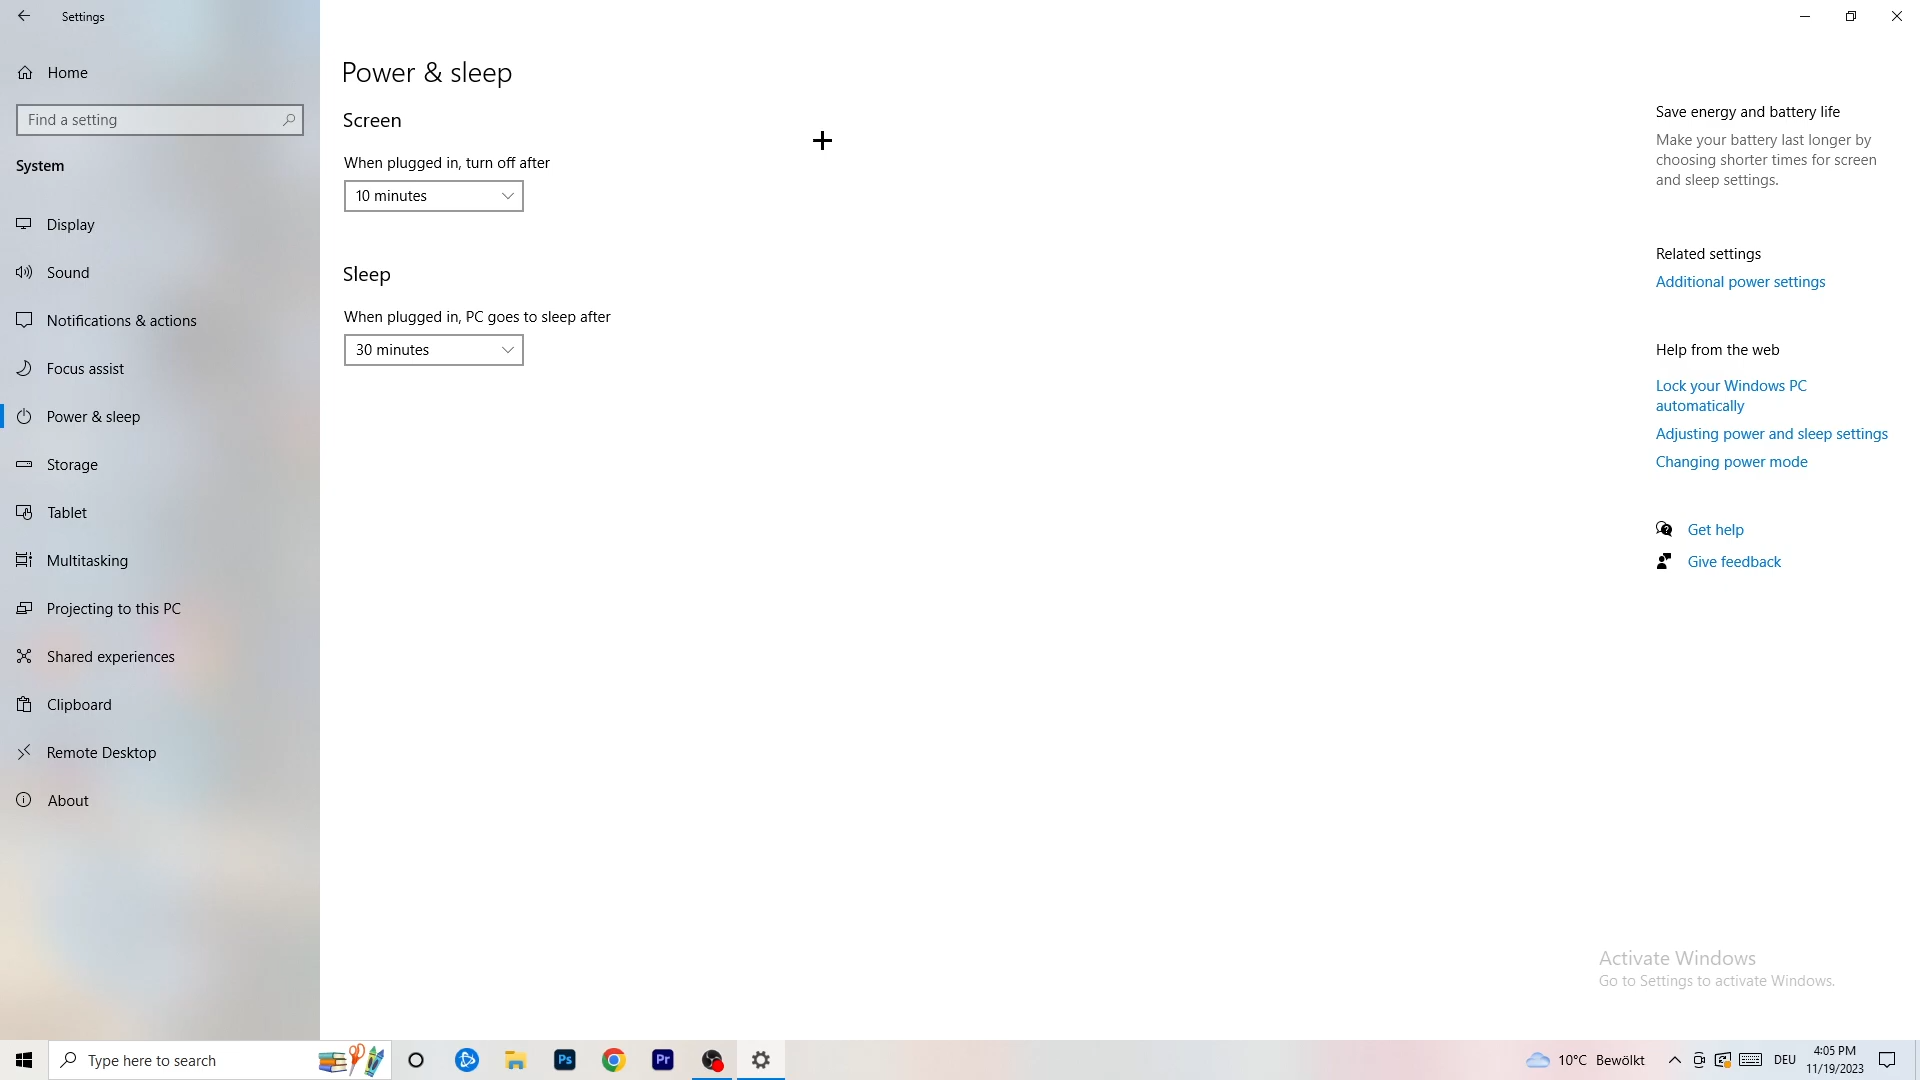 Settings
Home
Find a setting
System
Display
Sound
Notifications & actions
Focus assist
Power & sleep
Storage
Tablet
Multitasking
Projecting to this PC
Shared experiences
Clipboard
Remote Desktop
About
Power & sleep
Screen
When plugged in, turn off after
10 minutes
Sleep
When plugged in, PC goes to sleep after
30 minutes
Save energy and battery life
Make your battery last longer by
choosing shorter times for screen
and sleep settings.
Related settings
Additional power settings
Help from the web
Lock your Windows PC
automatically
Adjusting power and sleep settings
Changing power mode
Get help
Give feedback
Activate Windows
Go to Settings to activate Windows.
Type here to search
Ps
Pr
10°C Bewölkt
DEU
4:05 PM
11/19/2023